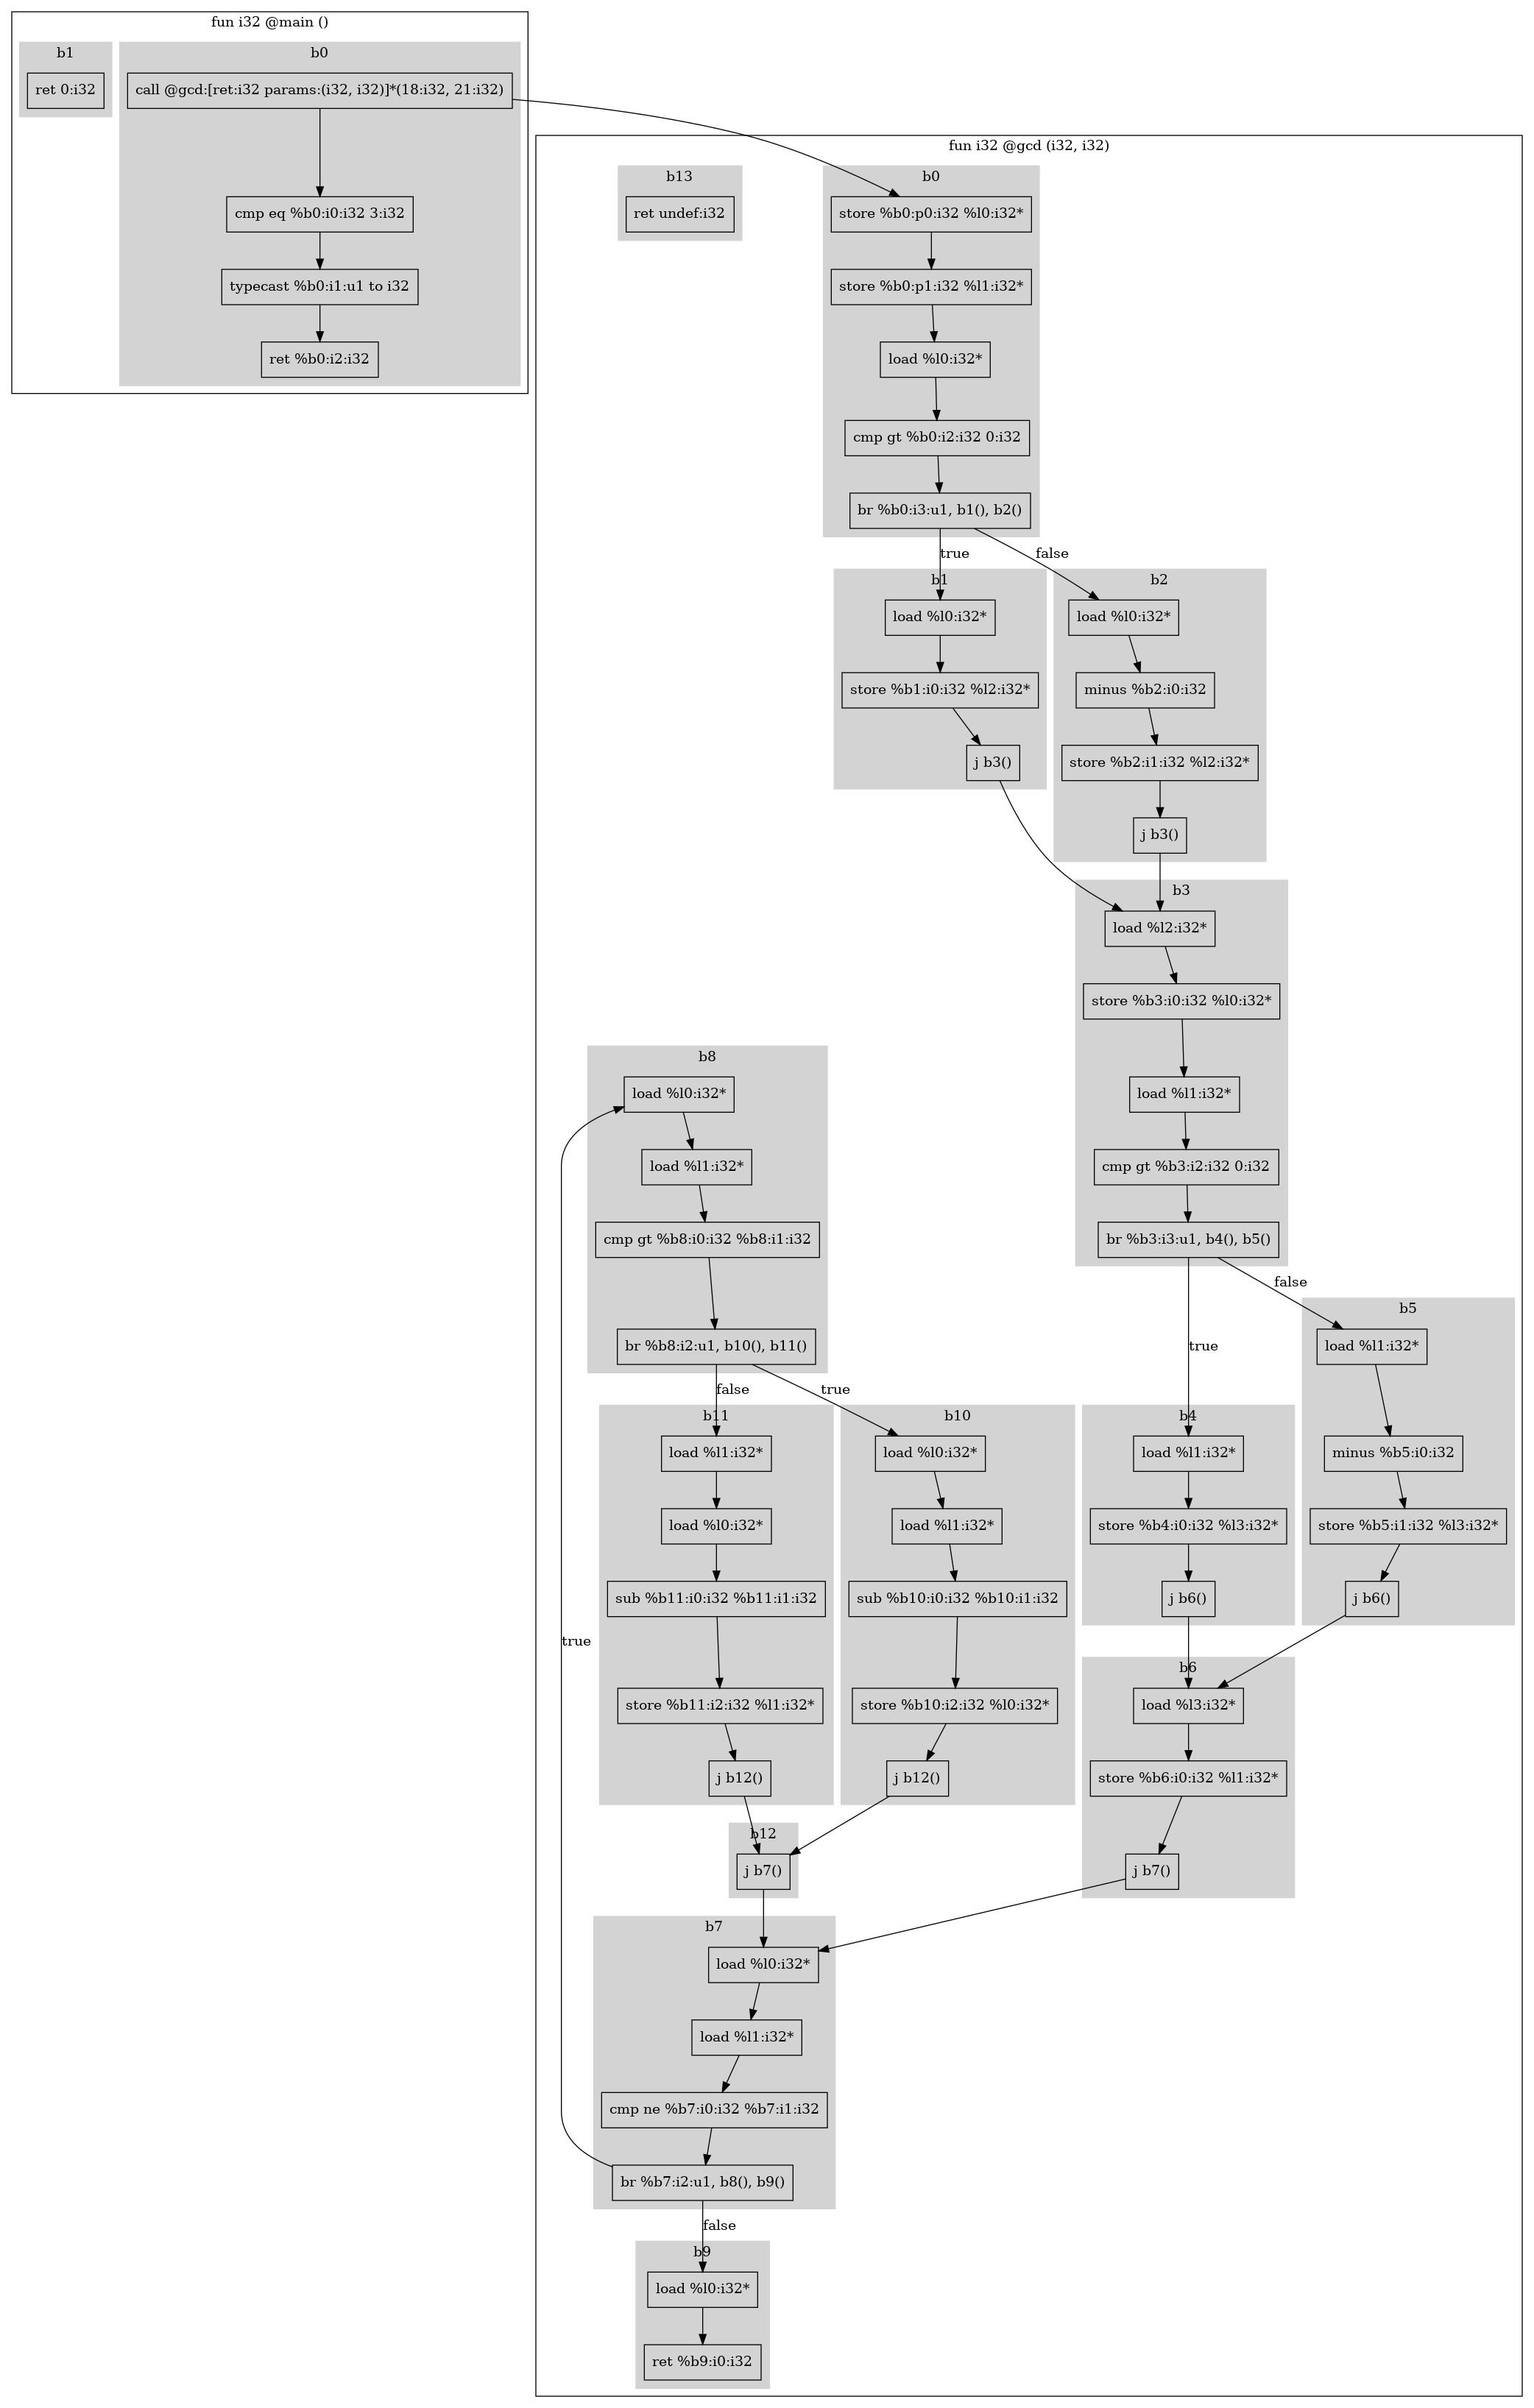 fun i32 @main ()
b1
ret 0:i32
b0
call @gcd:[ret:i32 params:(i32, i32)]*(18:i32, 21:i32)
cmp eq %b0:i0:i32 3:i32
typecast %b0:i1:u1 to i32
ret %b0:i2:i32
fun i32 @gcd (i32, i32)
b13
ret undef:i32
b0
store %b0:p0:i32 %l0:i32*
store %b0:p1:i32 %l1:i32*
load %l0:i32*
cmp gt %b0:i2:i32 0:i32
br %b0:i3:u1, b1(), b2()
true
false
b1
load %l0:i32*
store %b1:i0:i32 %l2:i32*
j b3()
b2
load %l0:i32*
minus %b2:i0:i32
store %b2:i1:i32 %l2:i32*
j b3()
b3
load %l2:i32*
store %b3:i0:i32 %l0:i32*
load %l1:i32*
cmp gt %b3:i2:i32 0:i32
br %b3:i3:u1, b4(), b5()
true
false
b8
load %l0:i32*
load %l1:i32*
cmp gt %b8:i0:i32 %b8:i1:i32
br %b8:i2:u1, b10(), b11()
false
true
b5
load %l1:i32*
minus %b5:i0:i32
store %b5:i1:i32 %l3:i32*
j b6()
b11
load %l1:i32*
load %l0:i32*
sub %b11:i0:i32 %b11:i1:i32
store %b11:i2:i32 %l1:i32*
j b12()
b10
load %l0:i32*
load %l1:i32*
sub %b10:i0:i32 %b10:i1:i32
store %b10:i2:i32 %l0:i32*
j b12()
b4
load %l1:i32*
store %b4:i0:i32 %l3:i32*
j b6()
true
b6
load %l3:i32*
store %b6:i0:i32 %l1:i32*
j b7()
b12
j b7()
b7
load %l0:i32*
load %l1:i32*
cmp ne %b7:i0:i32 %b7:i1:i32
br %b7:i2:u1, b8(), b9()
false
b9
load %l0:i32*
ret %b9:i0:i32